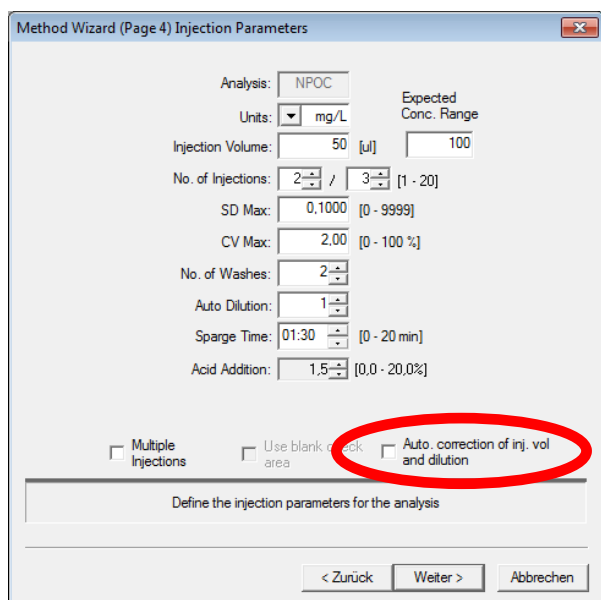 Method Wizard (Page 4) Injection Parameters
Analysis: NPOC
Expected
Conc. Range
Units: mg/L
Injection Volume: 50 [ul] 100
No. of Injections: 2 / 3 [1 - 20]
SD Max: 0,1000 [0 - 9999]
CV Max: 2,00 [0 - 100 %]
No. of Washes: 2
Auto Dilution: 1
Sparge Time: 01:30 [0 - 20 min]
Acid Addition: 1,5 [0,0 - 20,0%]
Multiple
Injections
Use blank check
area
Auto. correction of inj. vol
and dilution
Define the injection parameters for the analysis
< Zurück Weiter > Abbrechen